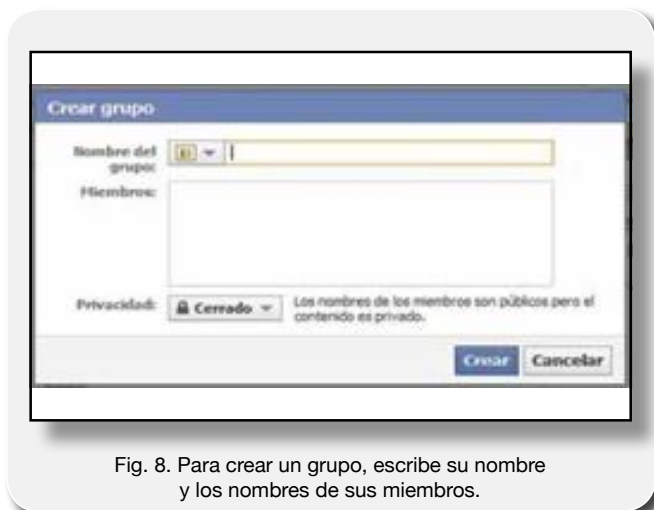 Crear grupo
Nombre del
grupo:
Miembros:
Privacidad:
Cerrado
Los nombres de los miembros son públicos pero el
contenido es privado.
Crear
Cancelar
Fig. 8. Para crear un grupo, escribe su nombre
y los nombres de sus miembros.